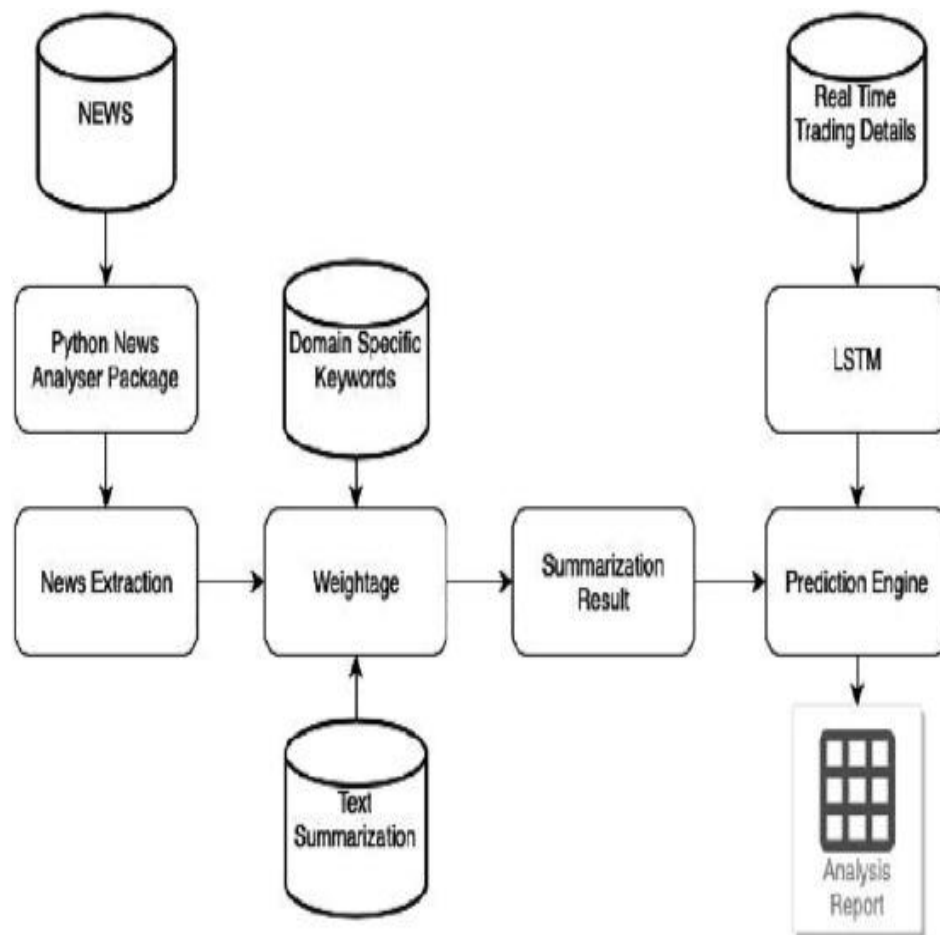 NEWS
Real Time
Trading Details
Python News
Analyser Package
Domain Specific
Keywords
LSTM
News Extraction
Weightage
Summarization
Result
Prediction Engine
Text
Summarization
Analysis
Report